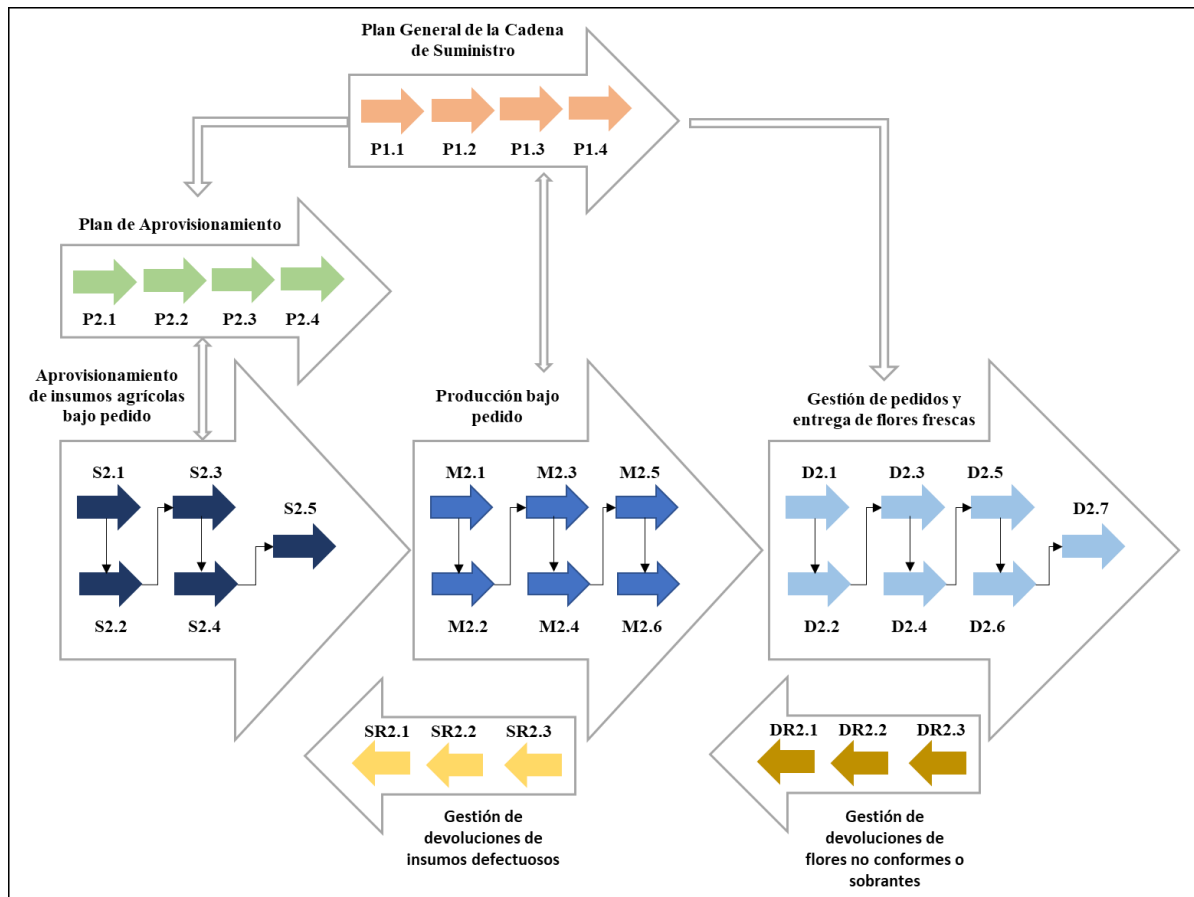 Plan General de la Cadena
de Suministro
P1.1 P1.2 P1.3 P1.4
Plan de Aprovisionamiento
P2.1 P2.2 P2.3 P2.4
Aprovisionamiento
de insumos agrícolas
bajo pedido
S2.1 S2.3
S2.5
S2.2 S2.4
Producción bajo
pedido
M2.1 M2.3 M2.5
M2.2 M2.4 M2.6
Gestión de pedidos y
entrega de flores frescas
D2.1 D2.3 D2.5
D2.7
D2.2 D2.4 D2.6
SR2.1 SR2.2 SR2.3
Gestión de
devoluciones de
insumos defectuosos
DR2.1 DR2.2 DR2.3
Gestión de
devoluciones de
flores no conformes o
sobrantes